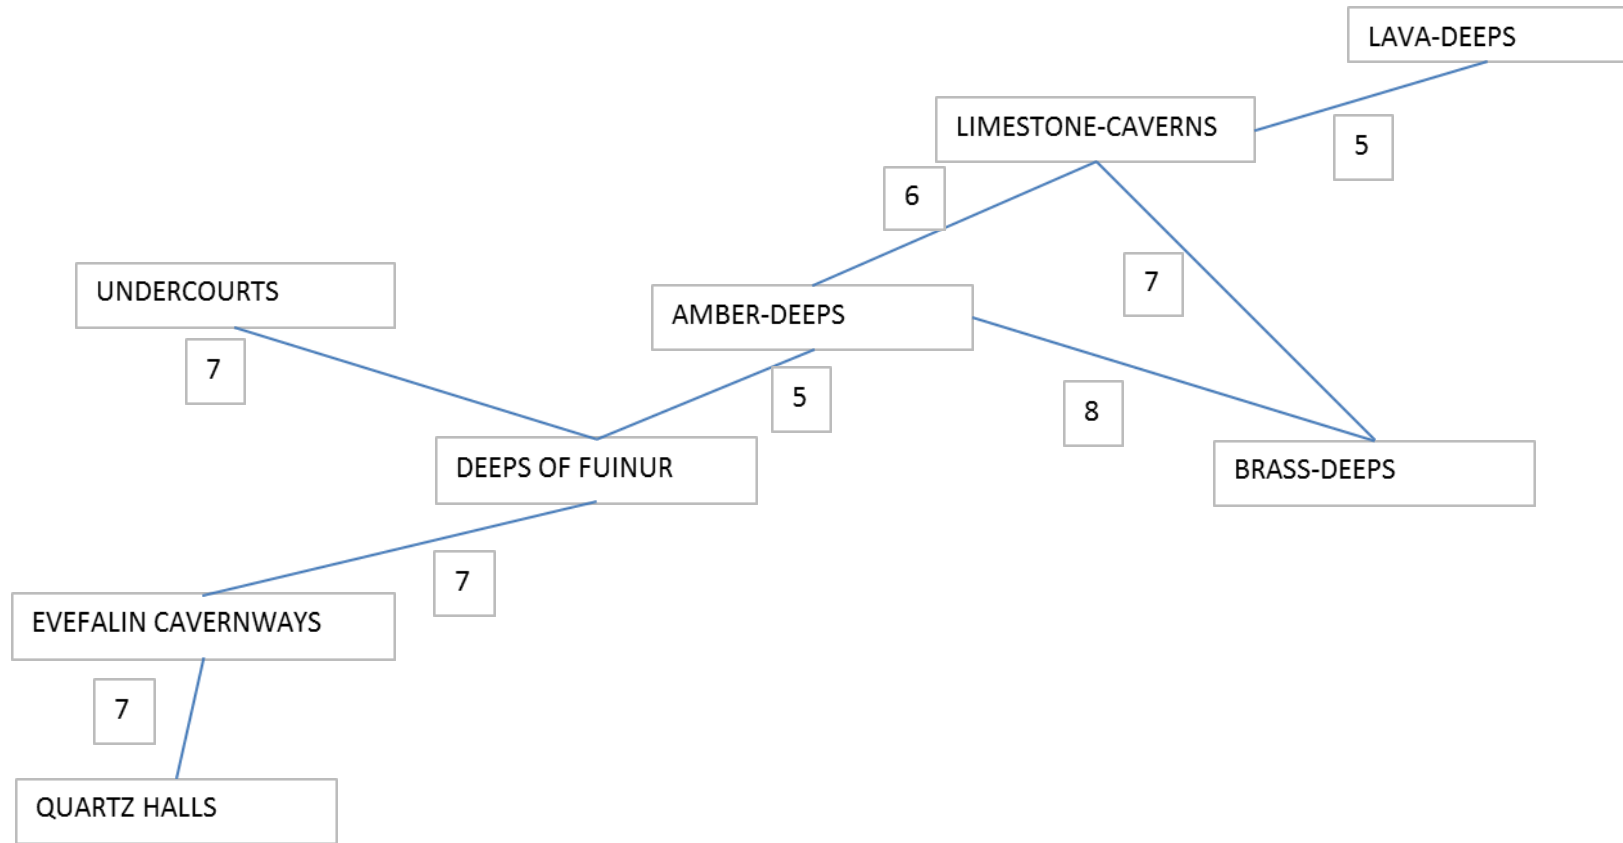 LAVA-DEEPS
LIMESTONE-CAVERNS
5
6
7
UNDERCOURTS
AMBER-DEEPS
7
5
8
DEEPS OF FUINUR
BRASS-DEEPS
7
EVEFALIN CAVERNWAYS
7
QUARTZ HALLS